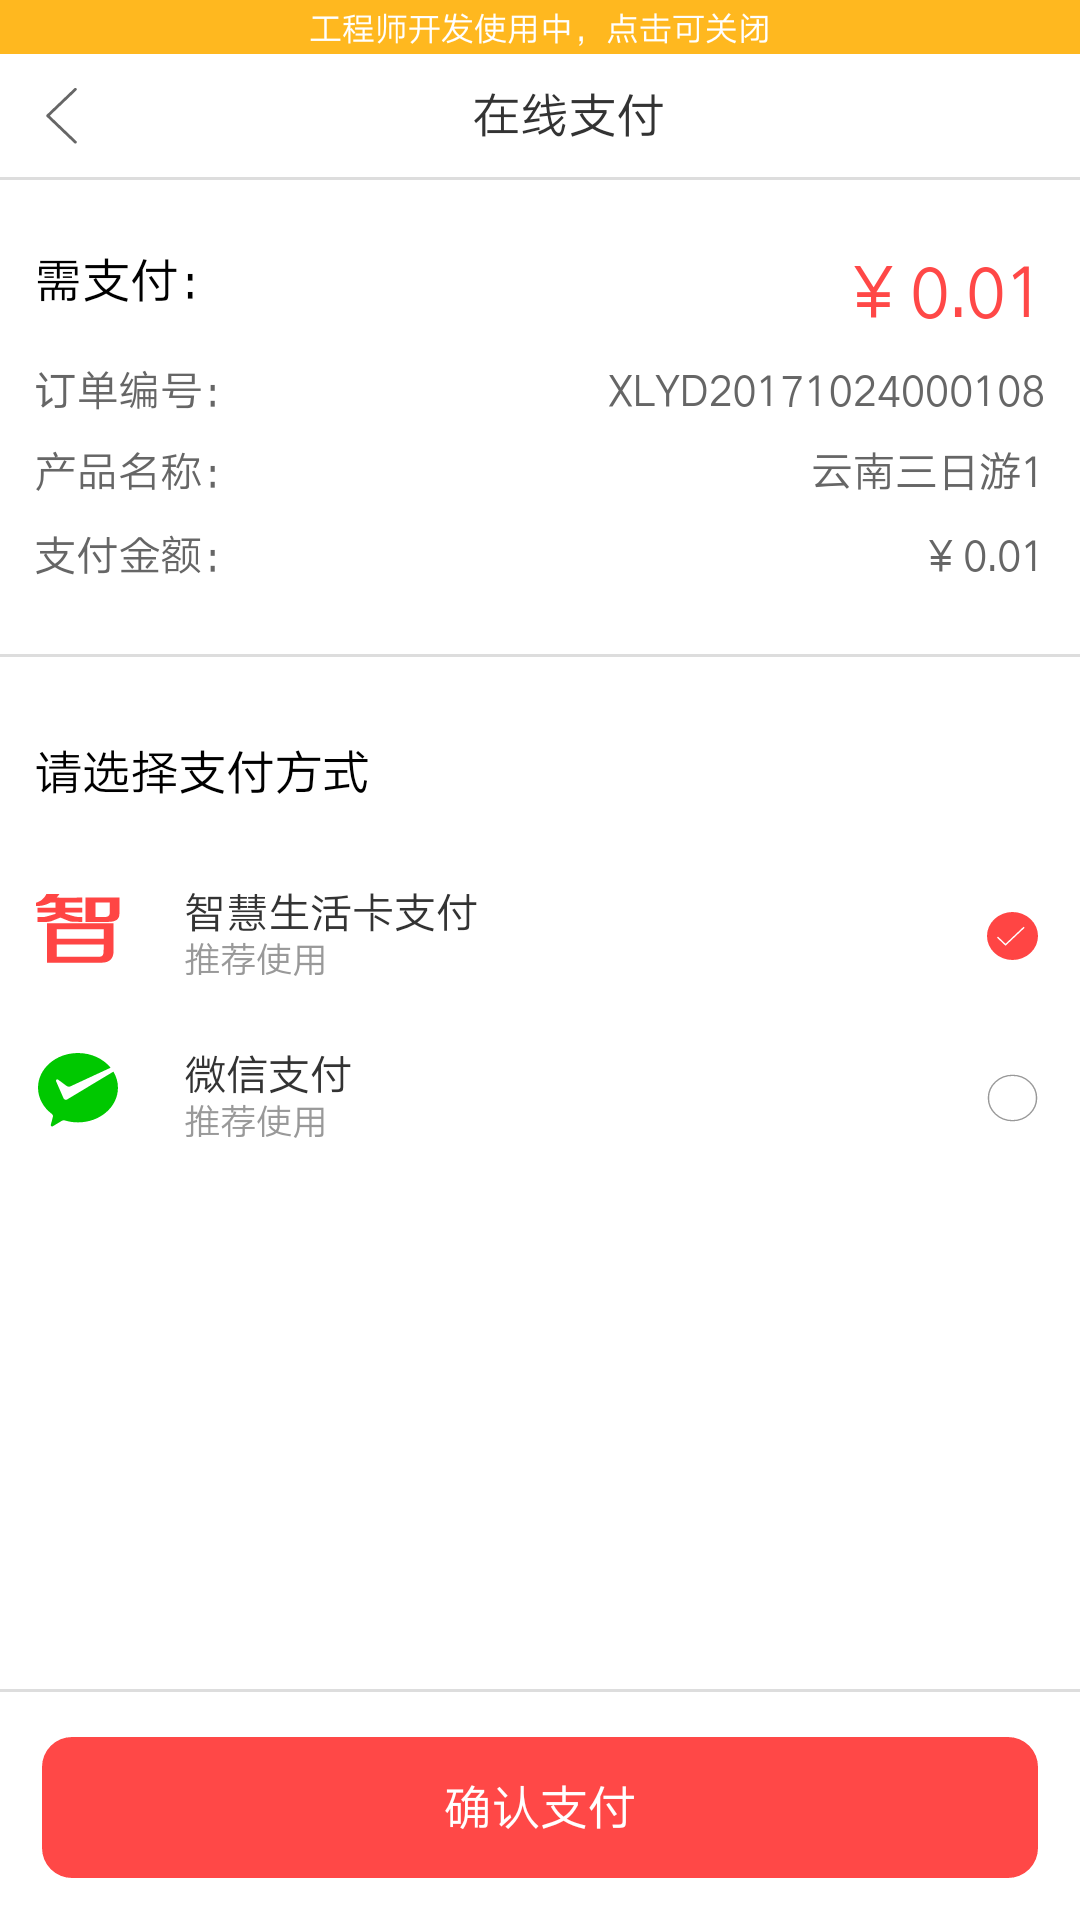 工程师开发使用中，点击可关闭
在线支付
需支付：
¥ 0.01
订单编号：
XLYD20171024000108
产品名称：
云南三日游1
支付金额：
¥ 0.01
请选择支付方式
智
智慧生活卡支付
推荐使用
微信支付
推荐使用
确认支付